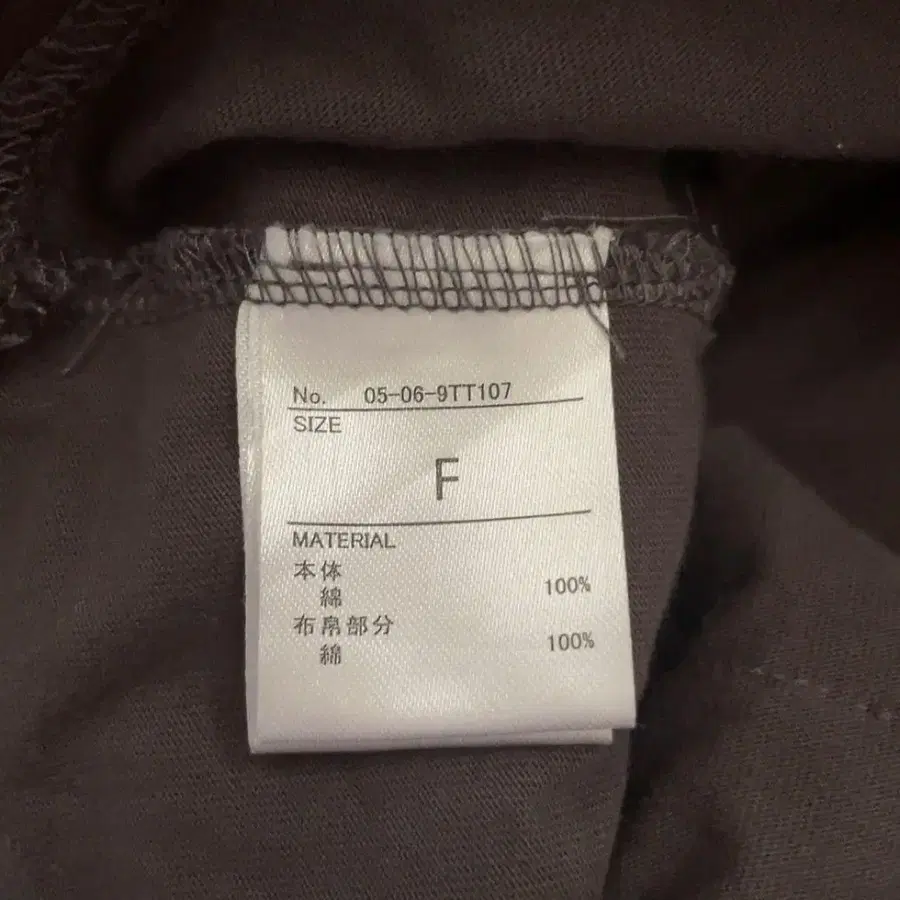 No. 05-06-9TT107
SIZE
F
MATERIAL
本体
綿 100%
布帛部分
綿 100%